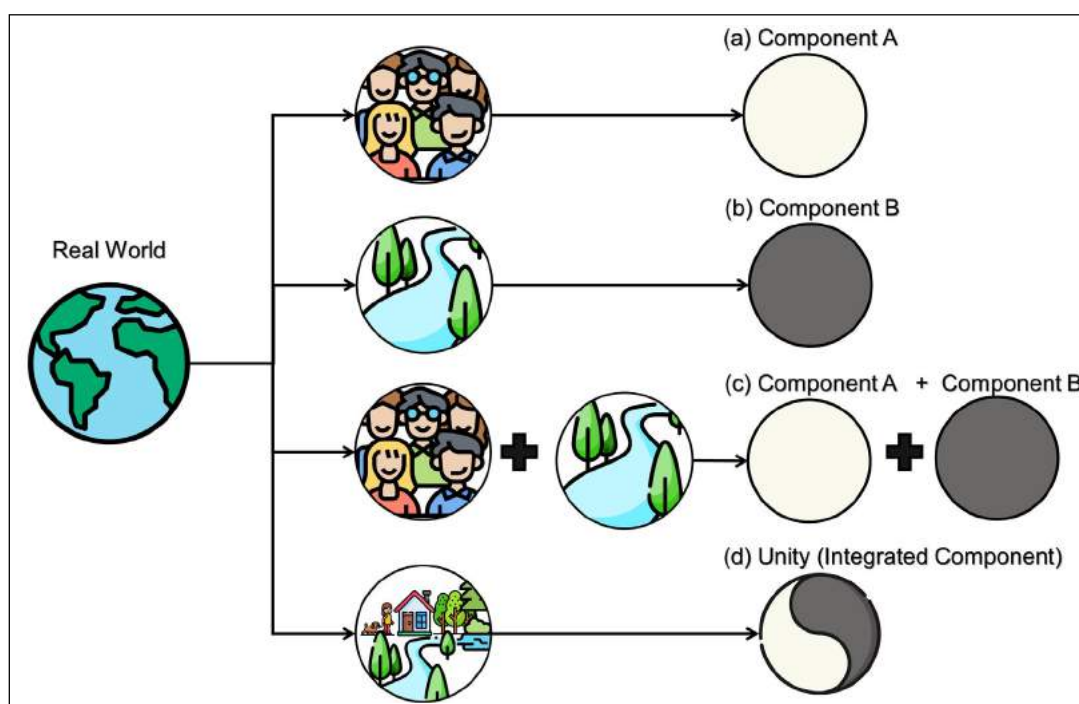 (a) Component A
(b) Component B
Real World
(c) Component A + Component B
(d) Unity (Integrated Component)